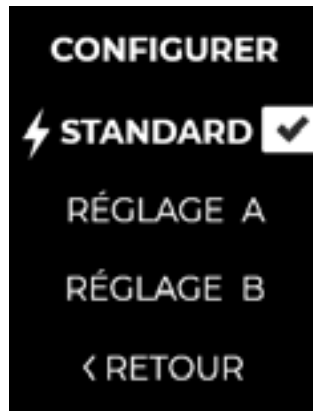 CONFIGURER
STANDARD
RÉGLAGE A
RÉGLAGE B
< RETOUR